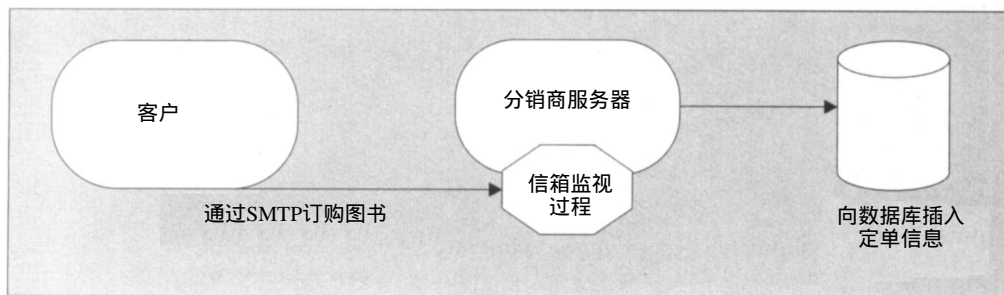 客户
分销商服务器
信箱监视
过程
通过SMTP订购图书
向数据库插入
定单信息